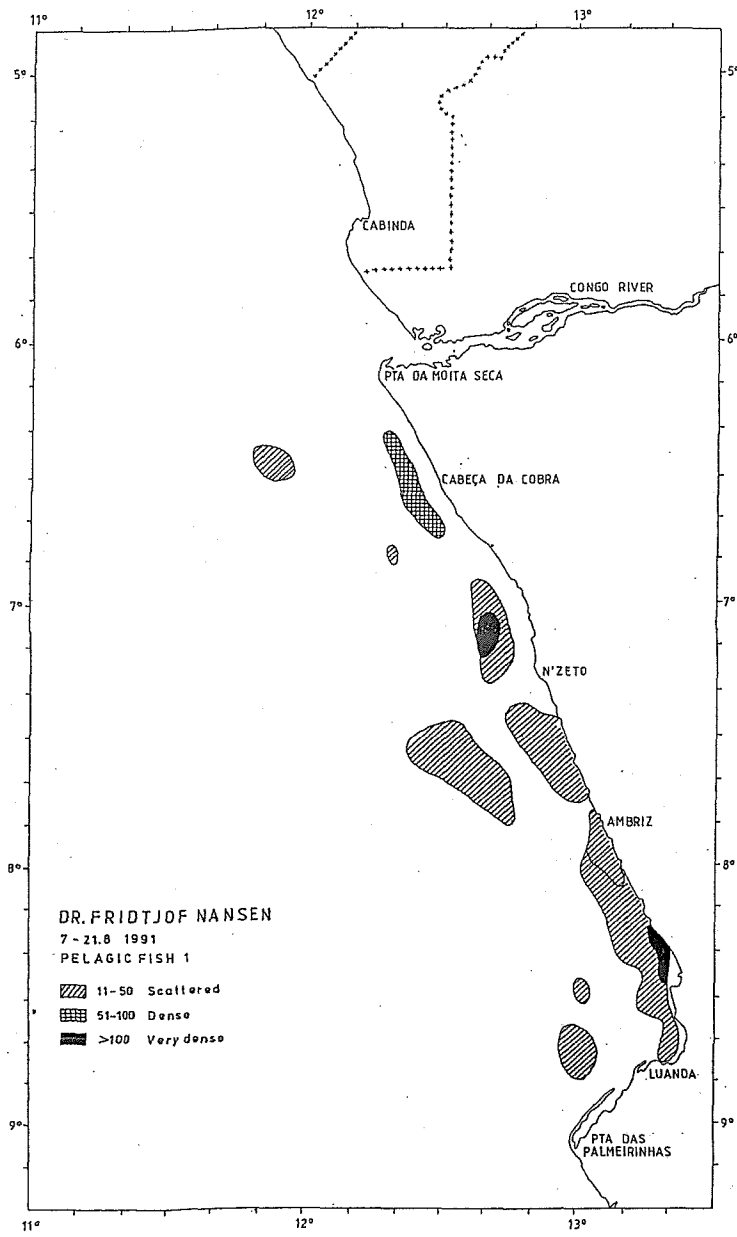 11°
12°
13°
5°
5°
CABINDA
CONGO RIVER
6°
6°
PTA DA MOITA SECA
CABEÇA DA COBRA
7°
7°
N'ZETO
AMBRIZ
8°
8°
DR. FRIDTJOF NANSEN
7-21.8 1991
PELAGIC FISH 1
11-50 Scattered
51-100 Dense
>100 Very dense
LUANDA
9°
9°
PTA DAS
PALMEIRINHAS
11°
12°
13°